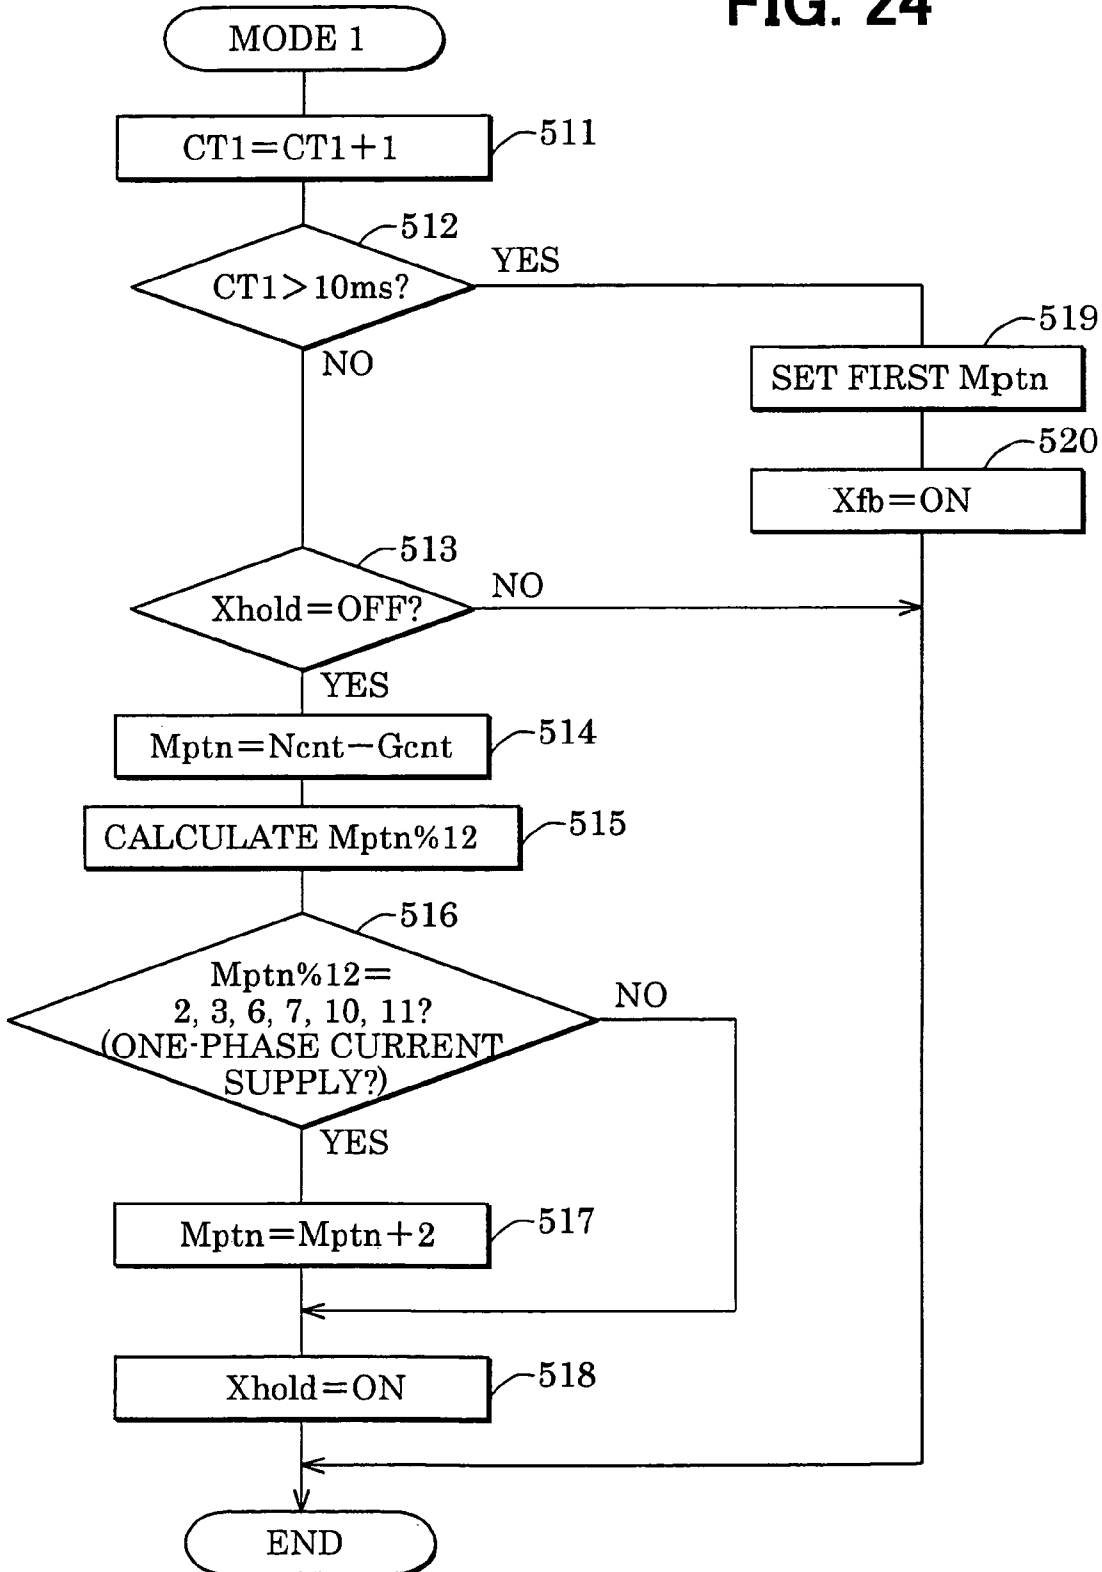 FIG. 24
MODE 1
CT1=CT1+1
511
512
CT1>10ms?
YES
NO
519
SET FIRST Mptn
520
Xfb=ON
513
Xhold=OFF?
NO
YES
Mptn=Ncnt−Gcnt
514
CALCULATE Mptn%12
515
516
Mptn%12=
2, 3, 6, 7, 10, 11?
(ONE-PHASE CURRENT
SUPPLY?)
NO
YES
Mptn=Mptn+2
517
Xhold=ON
518
END